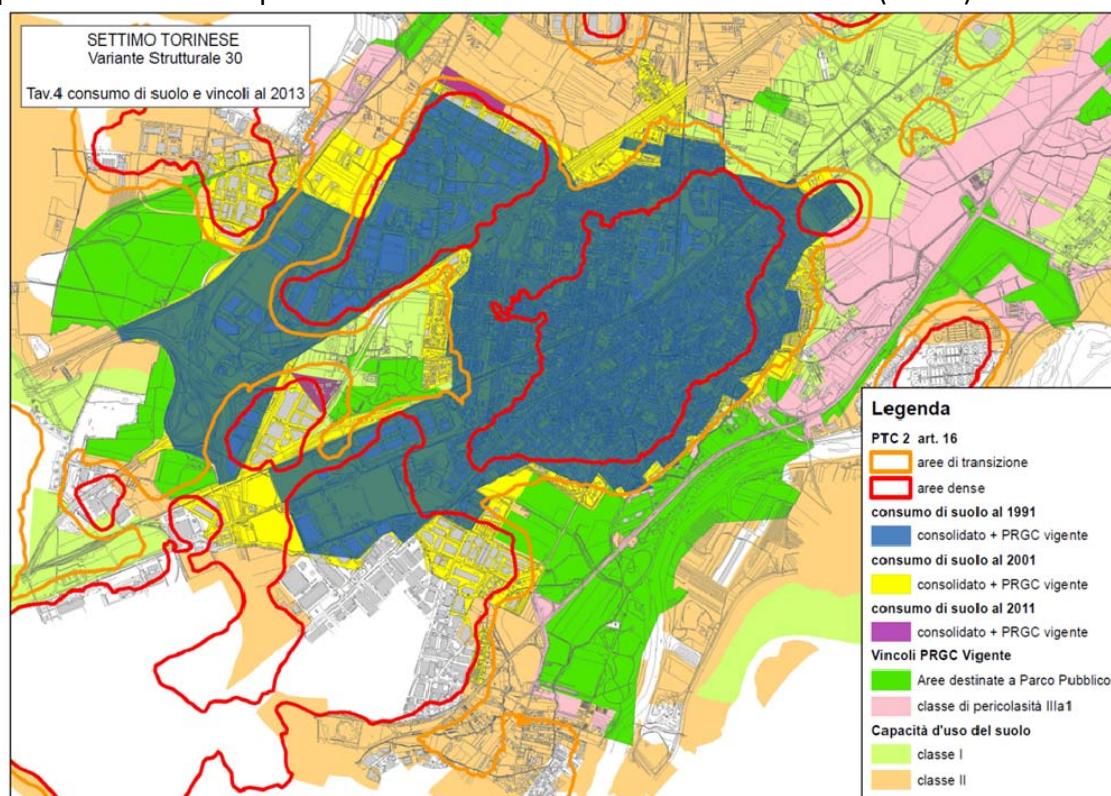 SETTIMO TORINESE
Variante Strutturale 30
Tav.4 consumo di suolo e vincoli al 2013
Legenda
PTC 2 art. 16
aree di transizione
aree dense
consumo di suolo al 1991
consolidato + PRGC vigente
consumo di suolo al 2001
consolidato + PRGC vigente
consumo di suolo al 2011
consolidato + PRGC vigente
Vincoli PRGC Vigente
Aree destinate a Parco Pubblico
classe di pericolasità IIIa1
Capacità d'uso del suolo
classe I
classe II